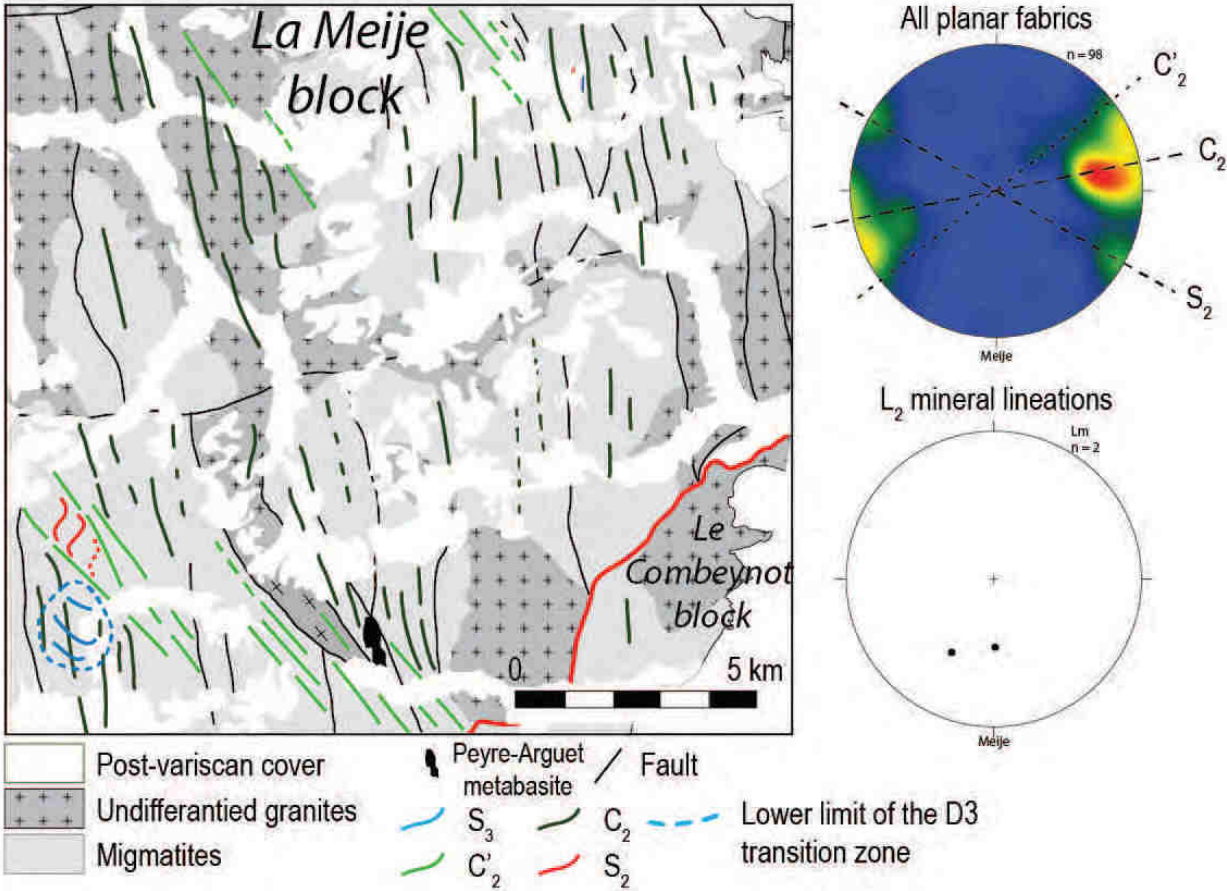 La Meije
block
Le
Combeynot
block
0
5 km
All planar fabrics
n = 98
C'2
C2
S2
Meije
L2 mineral lineations
Lm
n = 2
Meije
Post-variscan cover
Undifferantied granites
Migmatites
Peyre-Arguet
metabasite
Fault
S3
C2
C'2
S2
Lower limit of the D3
transition zone